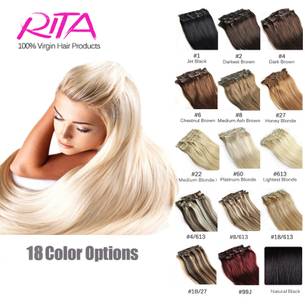 RITA
100% Virgin Hair Products
18 Color Options
#1
Jet Black
#2
Darkest Brown
#4
Dark Brown
#6
Chestnut Brown
#8
Medium Ash Brown
#27
Honey Blonde
#22
Medium Blonde
#60
Platinum Blonde
#613
Lightest Blonde
#4/613
#8/613
#18/613
#18/27
#99J
Natural Black